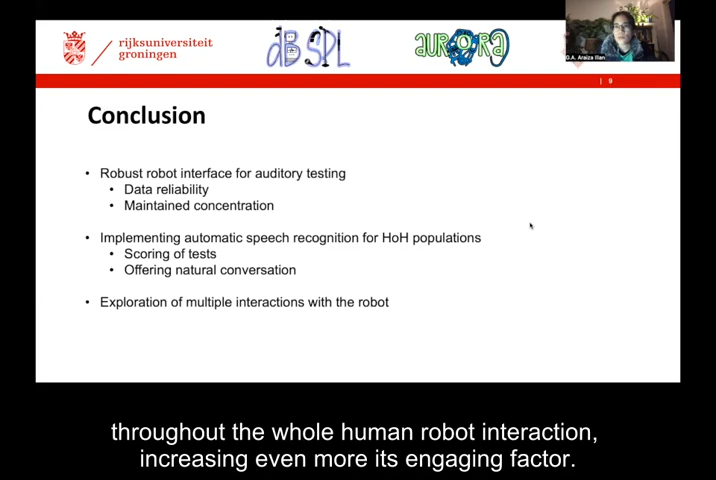 rijksuniversiteit
groningen
dB SPL
AURORA
G.A. Araiza Illan
| 9
Conclusion
• Robust robot interface for auditory testing
• Data reliability
• Maintained concentration
• Implementing automatic speech recognition for HoH populations
• Scoring of tests
• Offering natural conversation
• Exploration of multiple interactions with the robot
throughout the whole human robot interaction,
increasing even more its engaging factor.